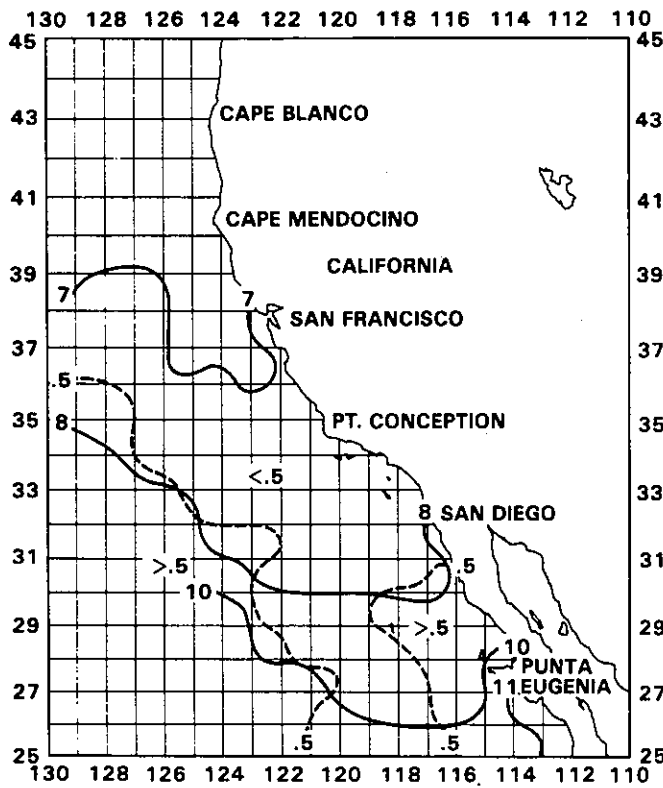 130 128 126 124 122 120 118 116 114 112 110
45 45
CAPE BLANCO
43 43
41 41
CAPE MENDOCINO
CALIFORNIA
39 39
7 7
SAN FRANCISCO
37 37
.5
8
35 PT. CONCEPTION 35
<.5
33 33
8 SAN DIEGO
31 >.5 .5 31
10
29 >.5 29
10
PUNTA
27 11 EUGENIA 27
.5 .5
25 25
130 128 126 124 122 120 118 116 114 112 110